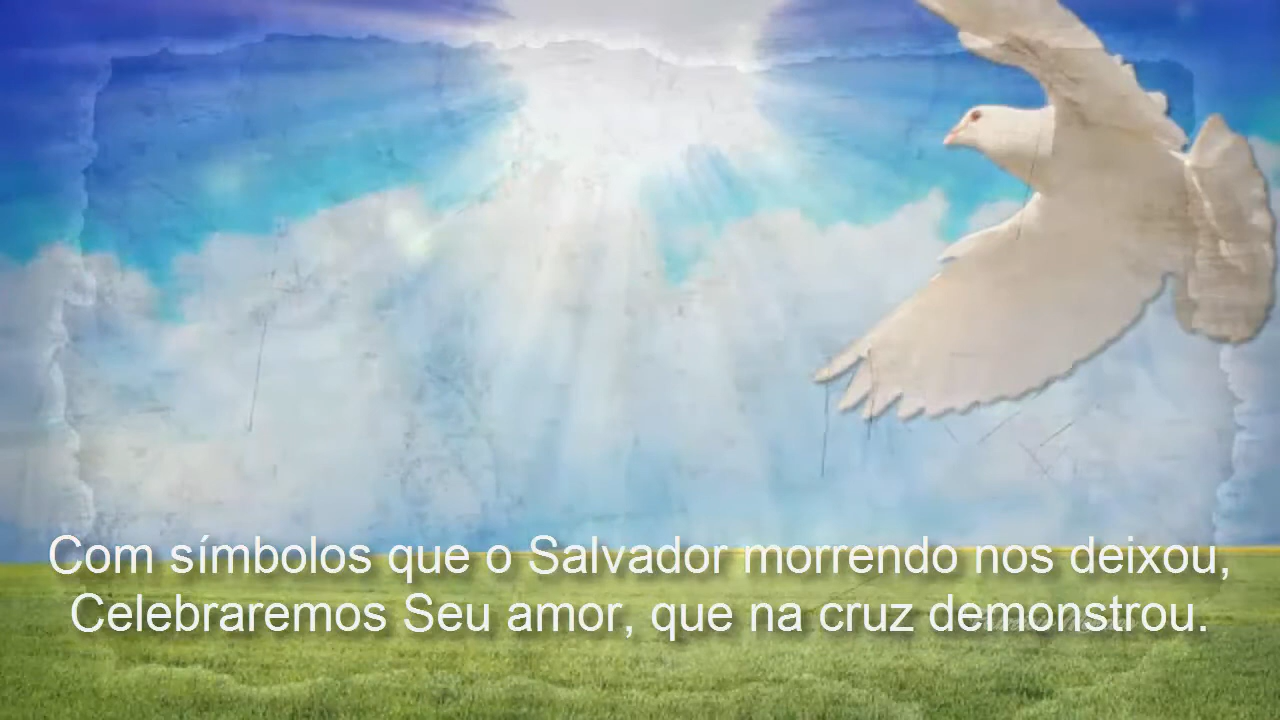 Com símbolos que o Salvador morrendo nos deixou,
Celebraremos Seu amor, que na cruz demonstrou.